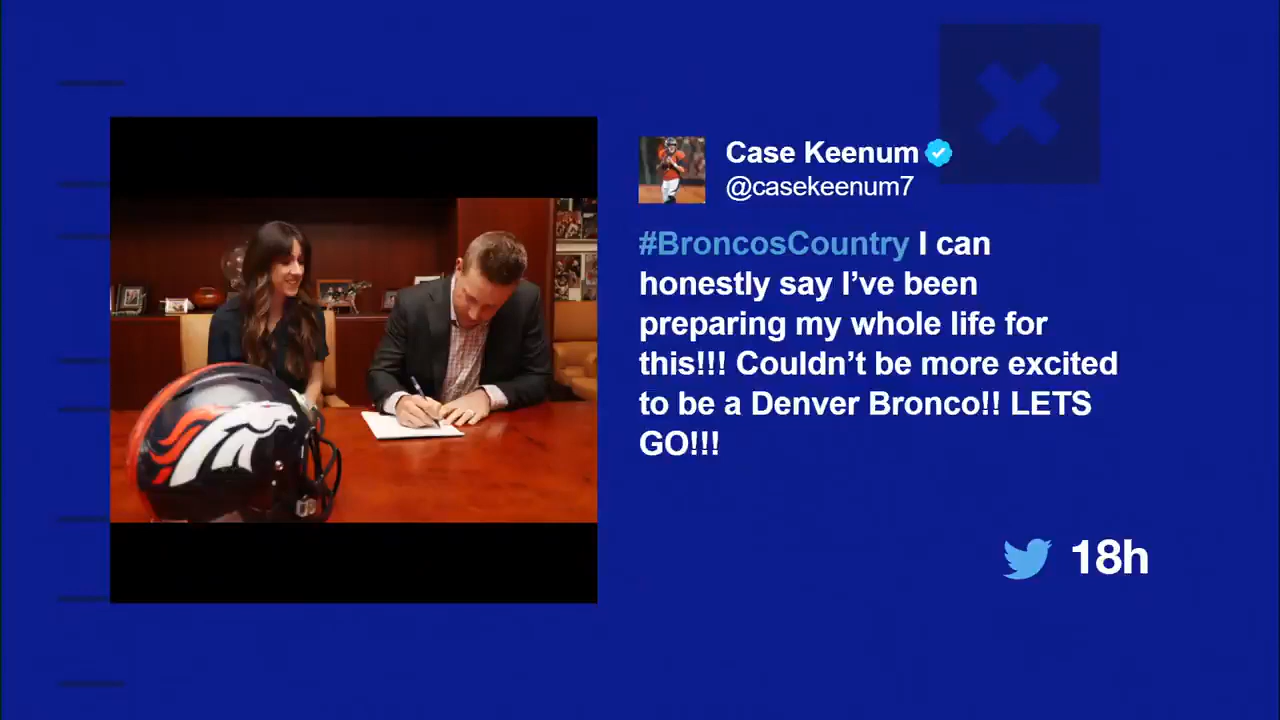 Case Keenum
@casekeenum7
#BroncosCountry I can
honestly say I’ve been
preparing my whole life for
this!!! Couldn’t be more excited
to be a Denver Bronco!! LETS
GO!!!
18h